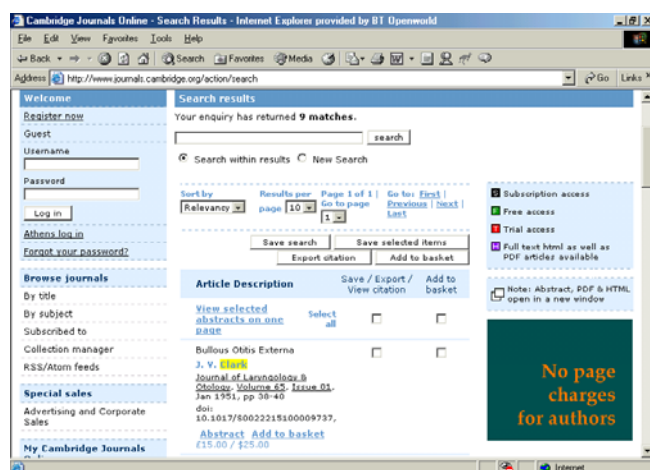 Cambridge Journals Online - Search Results - Internet Explorer provided by BT Openworld
File Edit View Favorites Tools Help
Back Search Favorites Media
Address http://www.journals.cambridge.org/action/search Go Links
Welcome
Register now
Guest
Username
Password
Log in
Athens log in
Forgot your password?
Browse journals
By title
By subject
Subscribed to
Collection manager
RSS/Atom feeds
Special sales
Advertising and Corporate
Sales
My Cambridge Journals
Search results
Your enquiry has returned 9 matches.
search
Search within results New Search
Sort by
Relevancy
Results per
page 10
Page 1 of 1 |
Go to page
1
Go to: First |
Previous | Next |
Last
Save search Save selected items
Export citation Add to basket
Article Description
Save / Export /
View citation
Add to
basket
View selected
abstracts on one
page
Select
all
Bullous Otitis Externa
J. V. Clark
Journal of Laryngology &
Otology, Volume 65, Issue 01,
Jan 1951, pp 38-40
doi:
10.1017/S0022215100009737,
Abstract Add to basket
£15.00 / $25.00
S Subscription access
F Free access
T Trial access
H Full text html as well as
PDF articles available
Note: Abstract, PDF & HTML
open in a new window
No page
charges
for authors
Internet